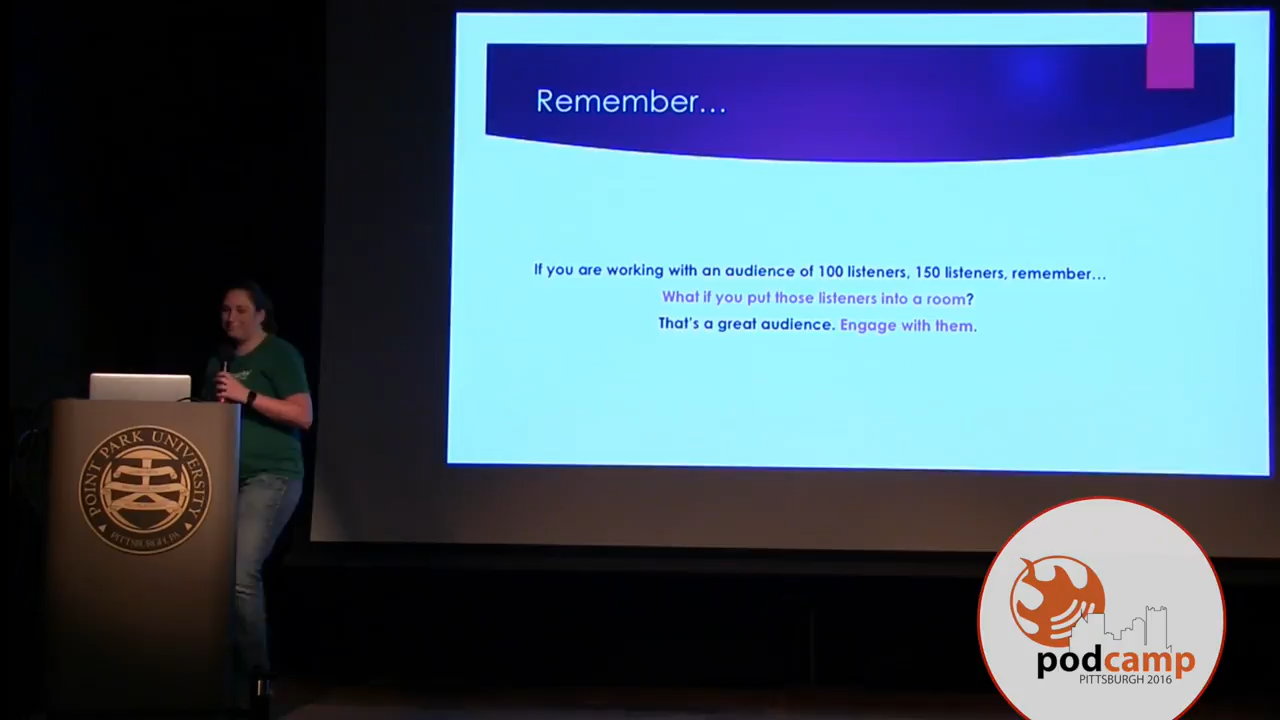 Remember...
If you are working with an audience of 100 listeners, 150 listeners, remember...
What if you put those listeners into a room?
That's a great audience. Engage with them.
POINT PARK UNIVERSITY
PITTSBURGH, PA
podcamp
PITTSBURGH 2016